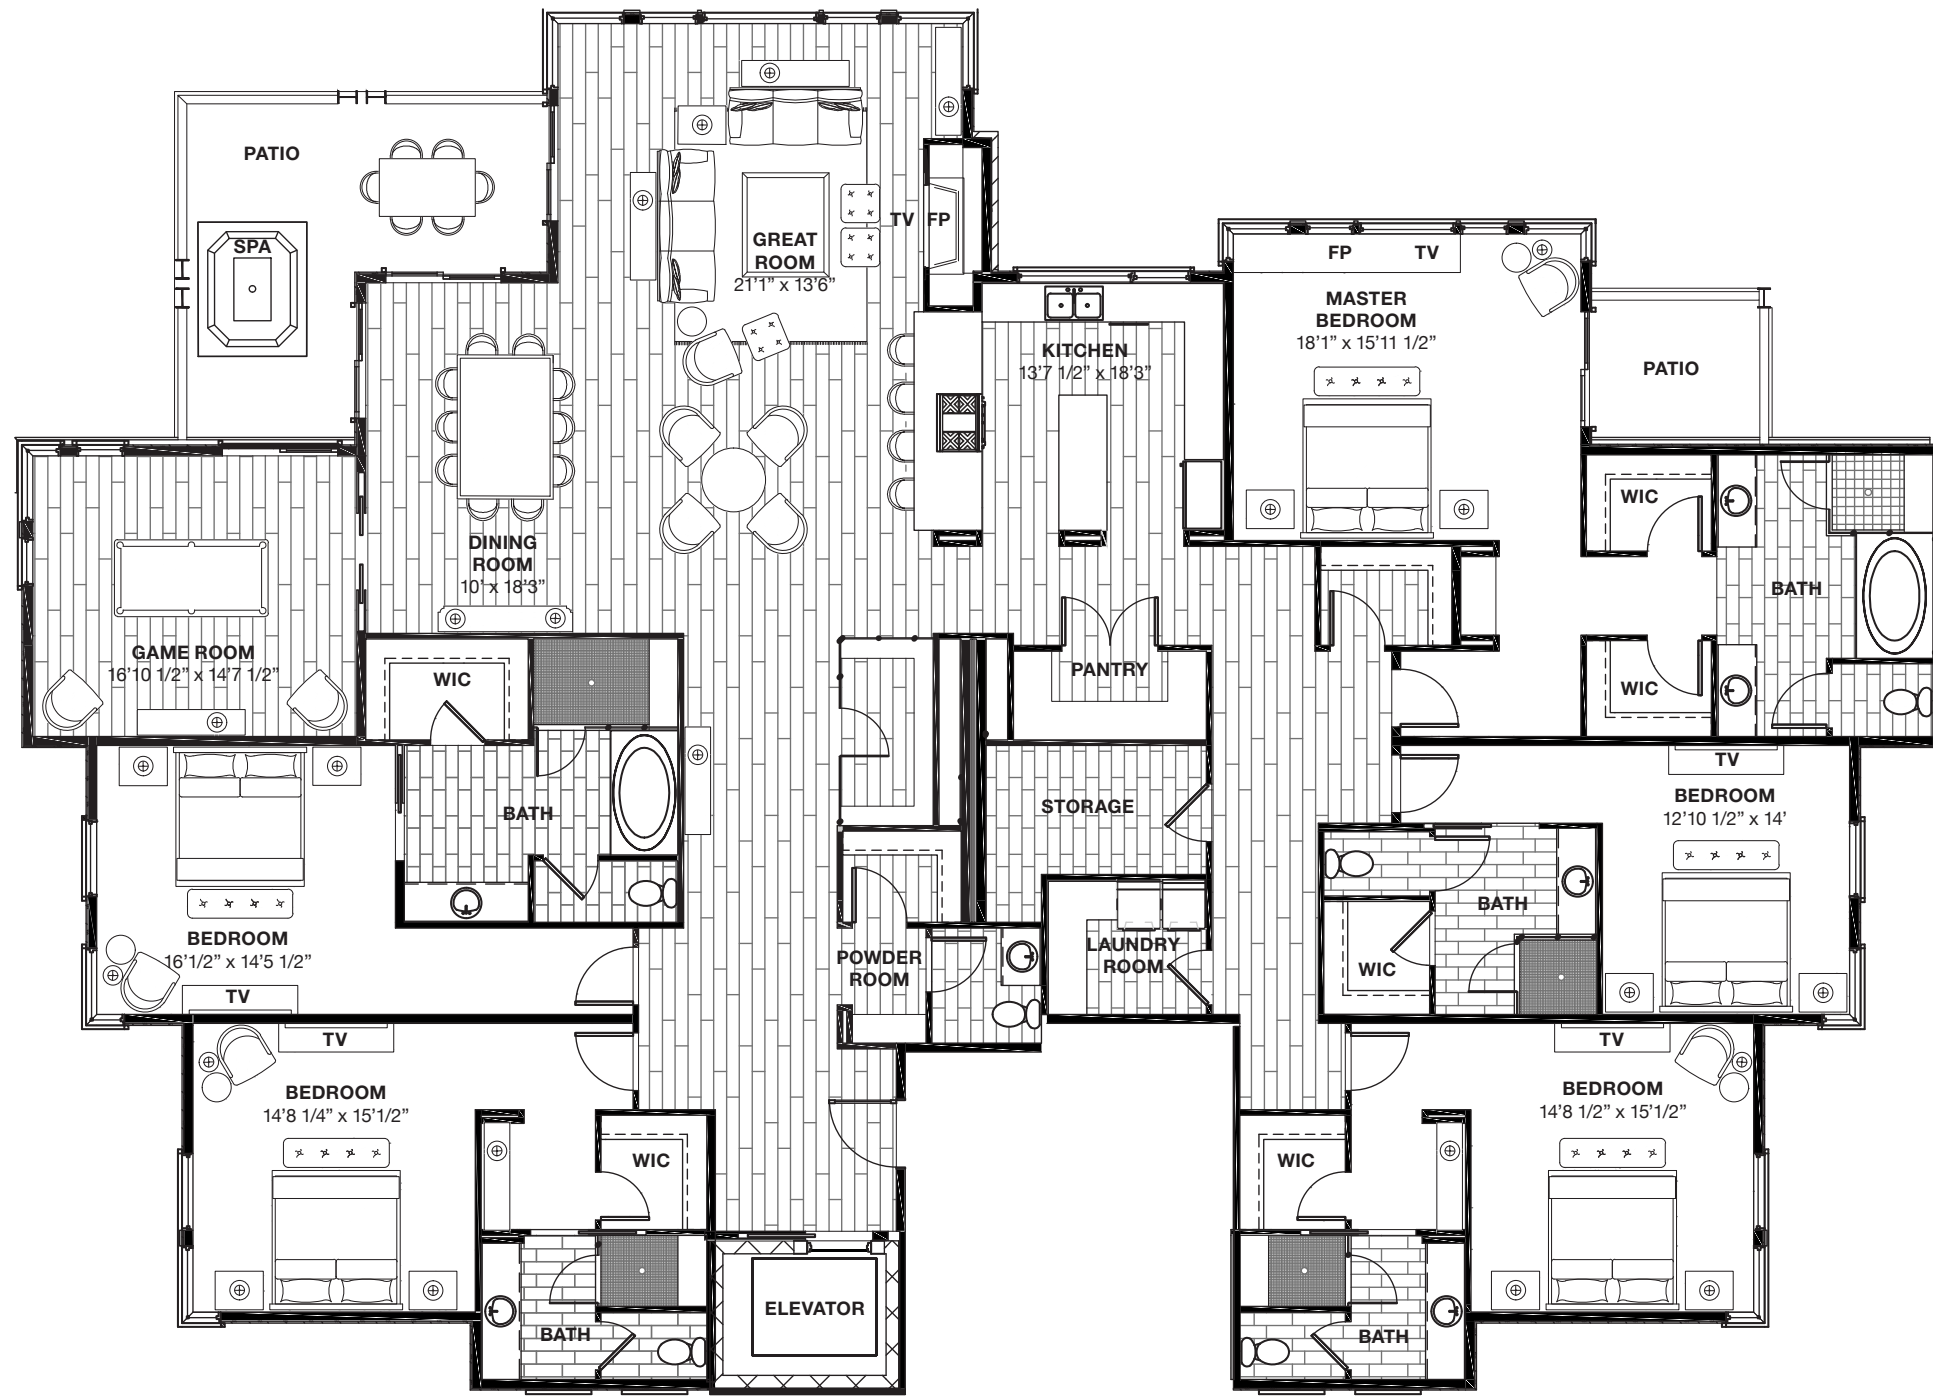 PATIO
SPA
GREAT
ROOM
21'1" x 13'6"
TV FP
KITCHEN
13'7 1/2" x 18'3"
FP TV
MASTER
BEDROOM
18'1" x 15'11 1/2"
PATIO
DINING
ROOM
10' x 18'3"
GAME ROOM
16'10 1/2" x 14'7 1/2"
WIC
BATH
WIC
WIC
BATH
PANTRY
STORAGE
LAUNDRY
ROOM
POWDER
ROOM
BEDROOM
16'1/2" x 14'5 1/2"
TV
TV
BEDROOM
12'10 1/2" x 14'
BATH
WIC
TV
BEDROOM
14'8 1/4" x 15'1/2"
WIC
BATH
ELEVATOR
TV
BEDROOM
14'8 1/2" x 15'1/2"
WIC
BATH